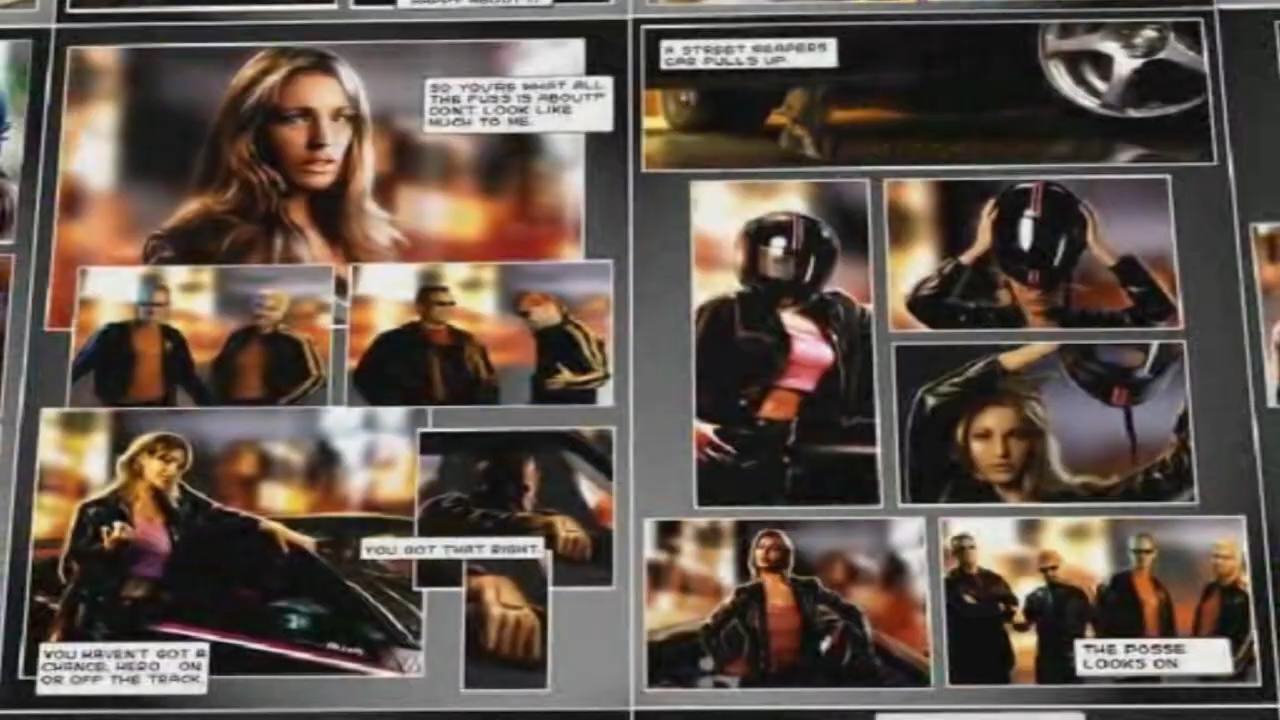 SO YOU'RE WHAT ALL
THE FUSS IS ABOUT?
DON'T LOOK LIKE
MUCH TO ME.
YOU GOT THAT RIGHT.
YOU HAVEN'T GOT A
CHANCE, HERO ON
OR OFF THE TRACK.
A STREET REAPERS
CAR PULLS UP.
THE POSSE
LOOKS ON